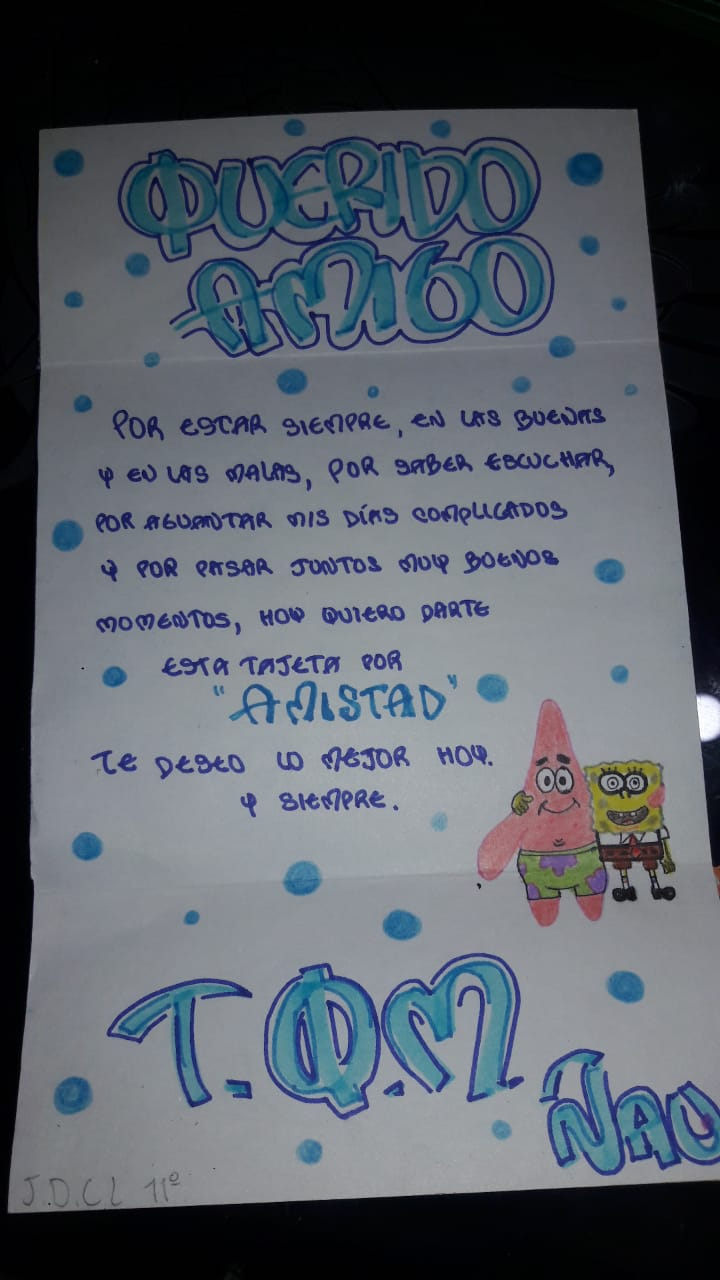 QUERIDO
AMIGO
POR ESTAR SIEMPRE, EN LAS BUENAS
Y EN LAS MALAS, POR SABER ESCUCHAR,
POR AGUANTAR MIS DÍAS COMPLICADOS
Y POR PASAR JUNTOS MUY BUENOS
MOMENTOS, HOY QUIERO DARTE
ESTA TAJETA POR
"AMISTAD"
TE DESEO LO MEJOR HOY.
Y SIEMPRE.
T.Q.M.
ÑAU
J.D.C.L 11º